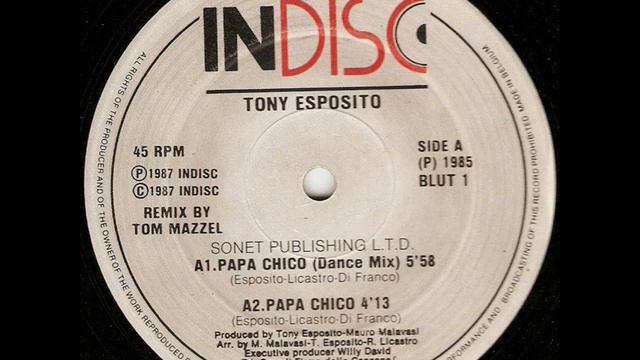 INDISC
TONY ESPOSITO
45 RPM
Ⓟ 1987 INDISC
© 1987 INDISC
REMIX BY
TOM MAZZEL
SIDE A
(P) 1985
BLUT 1
SONET PUBLISHING L.T.D.
A1.PAPA CHICO (Dance Mix) 5'58
(Esposito-Licastro-Di Franco)
A2.PAPA CHICO 4'13
(Esposito-Licastro-Di Franco)
Produced by Tony Esposito-Mauro Malavasi
Arr. by M. Malavasi-T. Esposito-R. Licastro
Executive producer Willy David
ALL RIGHTS OF THE PRODUCER AND OF THE OWNER OF THE WORK REPRODUCED
PERFORMANCE AND BROADCASTING OF THIS RECORD PROHIBITED MADE IN BELGIUM